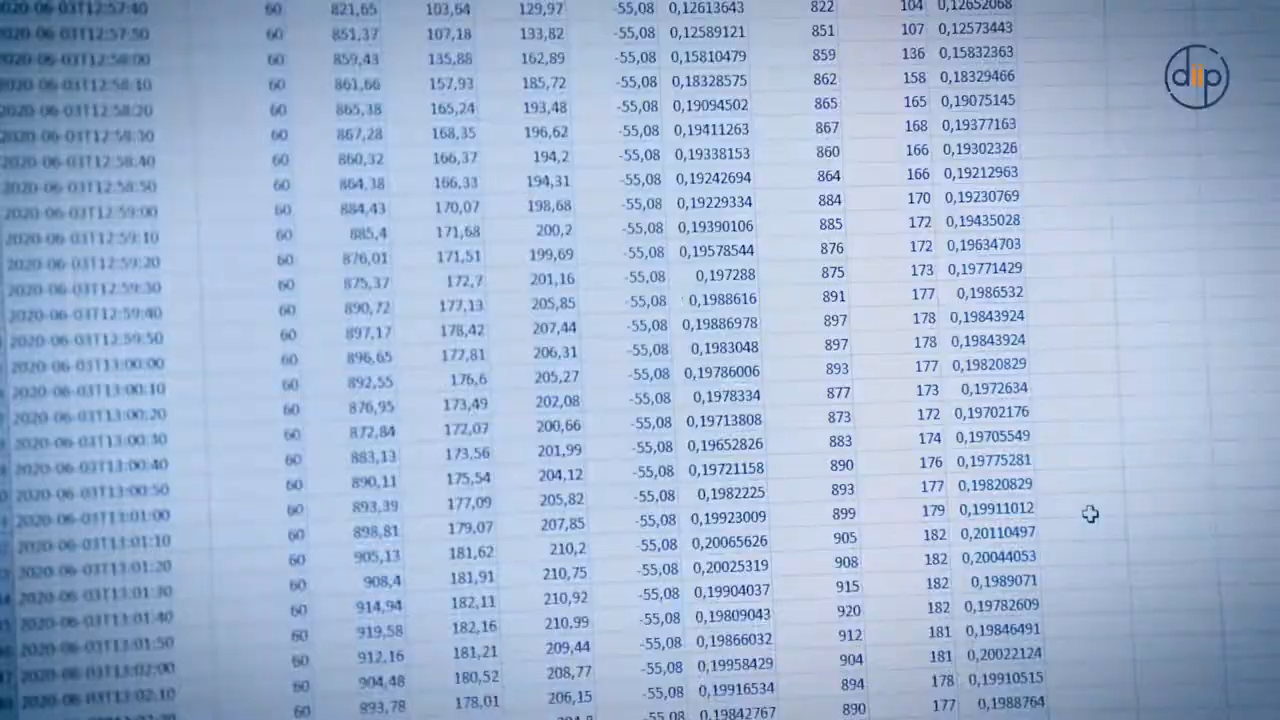 2020-06-03T12:57:40 60 821,65 103,64 129,97 -55,08 0,12613643 822 104 0,12652068
2020-06-03T12:57:50 60 851,37 107,18 133,82 -55,08 0,12589121 851 107 0,12573443
2020-06-03T12:58:00 60 859,43 135,88 162,89 -55,08 0,15810479 859 136 0,15832363
2020-06-03T12:58:10 60 861,66 157,93 185,72 -55,08 0,18328575 862 158 0,18329466
2020-06-03T12:58:20 60 865,38 165,24 193,48 -55,08 0,19094502 865 165 0,19075145
2020-06-03T12:58:30 60 867,28 168,35 196,62 -55,08 0,19411263 867 168 0,19377163
2020-06-03T12:58:40 60 860,32 166,37 194,2 -55,08 0,19338153 860 166 0,19302326
2020-06-03T12:58:50 60 864,38 166,33 194,31 -55,08 0,19242694 864 166 0,19212963
2020-06-03T12:59:00 60 884,43 170,07 198,68 -55,08 0,19229334 884 170 0,19230769
2020-06-03T12:59:10 60 885,4 171,68 200,2 -55,08 0,19390106 885 172 0,19435028
2020-06-03T12:59:20 60 876,01 171,51 199,69 -55,08 0,19578544 876 172 0,19634703
2020-06-03T12:59:30 60 875,37 172,7 201,16 -55,08 0,197288 875 173 0,19771429
2020-06-03T12:59:40 60 890,72 177,13 205,85 -55,08 0,1988616 891 177 0,1986532
2020-06-03T12:59:50 60 897,17 178,42 207,44 -55,08 0,19886978 897 178 0,19843924
2020-06-03T13:00:00 60 896,65 177,81 206,31 -55,08 0,1983048 897 178 0,19843924
2020-06-03T13:00:10 60 892,55 176,6 205,27 -55,08 0,19786006 893 177 0,19820829
2020-06-03T13:00:20 60 876,95 173,49 202,08 -55,08 0,1978334 877 173 0,1972634
2020-06-03T13:00:30 60 872,84 172,07 200,66 -55,08 0,19713808 873 172 0,19702176
2020-06-03T13:00:40 60 883,13 173,56 201,99 -55,08 0,19652826 883 174 0,19705549
2020-06-03T13:00:50 60 890,11 175,54 204,12 -55,08 0,19721158 890 176 0,19775281
2020-06-03T13:01:00 60 893,39 177,09 205,82 -55,08 0,1982225 893 177 0,19820829
2020-06-03T13:01:10 60 898,81 179,07 207,85 -55,08 0,19923009 899 179 0,19911012
2020-06-03T13:01:20 60 905,13 181,62 210,2 -55,08 0,20065626 905 182 0,20110497
2020-06-03T13:01:30 60 908,4 181,91 210,75 -55,08 0,20025319 908 182 0,20044053
2020-06-03T13:01:40 60 914,94 182,11 210,92 -55,08 0,19904037 915 182 0,1989071
2020-06-03T13:01:50 60 919,58 182,16 210,99 -55,08 0,19809043 920 182 0,19782609
2020-06-03T13:02:00 60 912,16 181,21 209,44 -55,08 0,19866032 912 181 0,19846491
2020-06-03T13:02:10 60 904,48 180,52 208,77 -55,08 0,19958429 904 181 0,20022124
60 893,78 178,01 206,15 -55,08 0,19916534 894 178 0,19910515
-55,08 0,19842767 890 177 0,1988764
diip